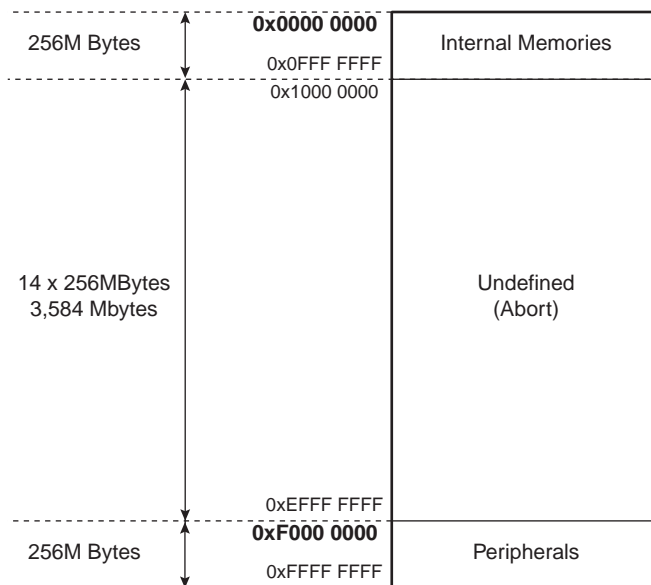 0x0000 0000
256M Bytes
Internal Memories
0x0FFF FFFF
0x1000 0000
14 x 256MBytes
3,584 Mbytes
Undefined
(Abort)
0xEFFF FFFF
0xF000 0000
256M Bytes
Peripherals
0xFFFF FFFF